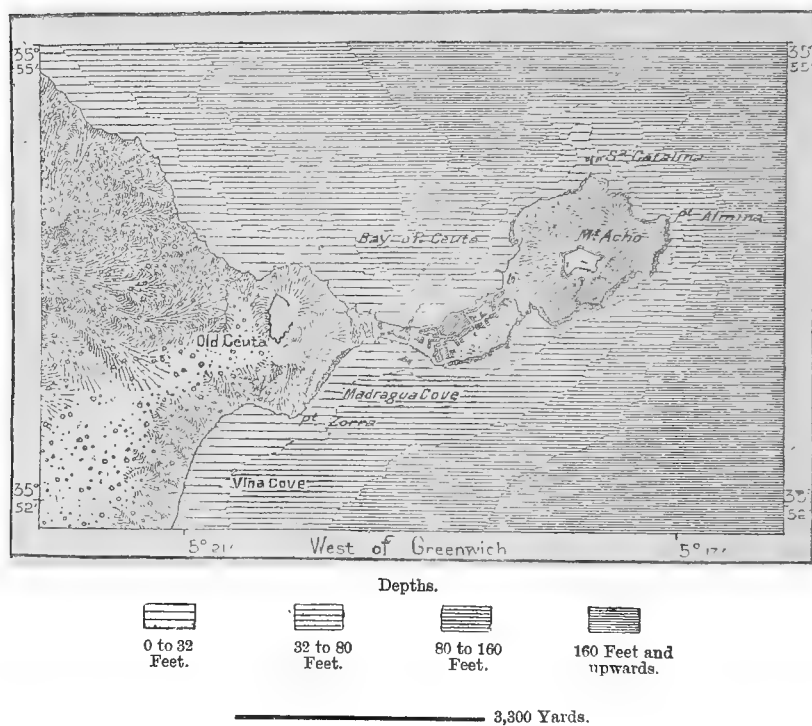 35°
55′
35°
55′
Sª. Catalina
pt. Almina
Mt. Acho
Bay of Ceuta
Old Ceuta
Madragua Cove
pt. Zorra
Viña Cove
35°
52′
35°
52′
5° 21′
West of Greenwich
5° 17′
Depths.
0 to 32
Feet.
32 to 80
Feet.
80 to 160
Feet.
160 Feet and
upwards.
3,300 Yards.